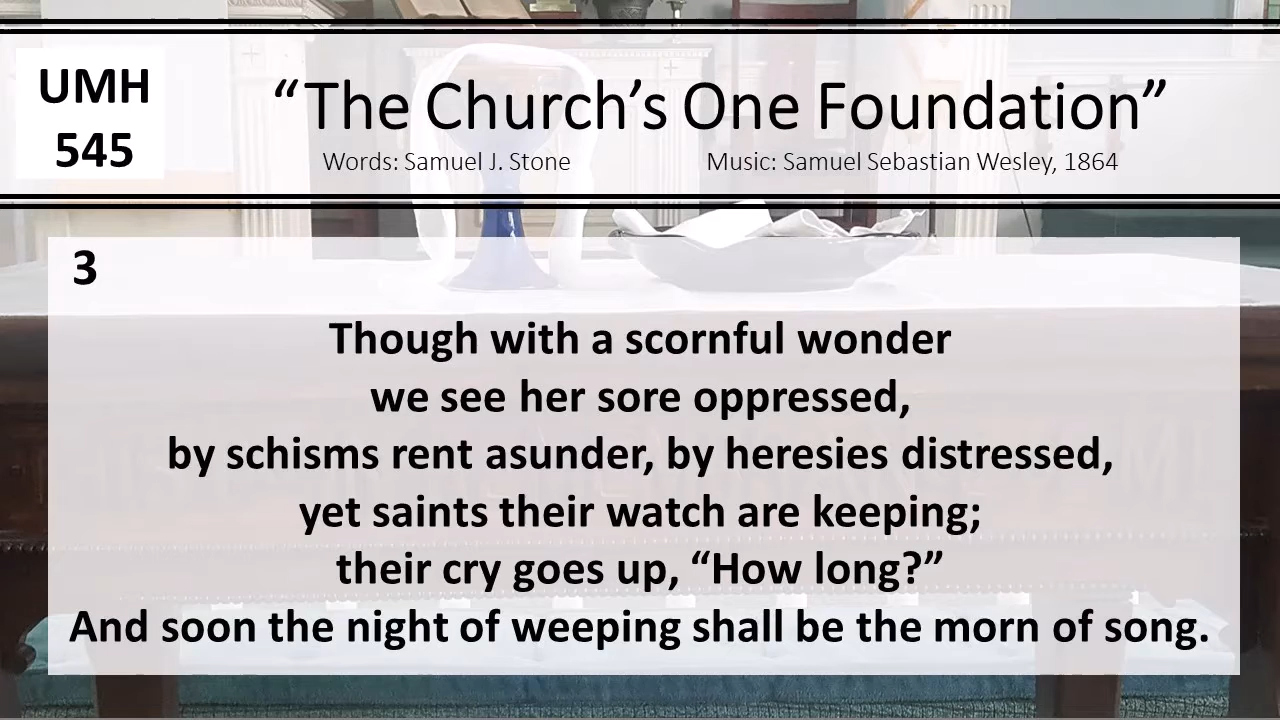 UMH
545
“The Church’s One Foundation”
Words: Samuel J. Stone Music: Samuel Sebastian Wesley, 1864
3
Though with a scornful wonder
we see her sore oppressed,
by schisms rent asunder, by heresies distressed,
yet saints their watch are keeping;
their cry goes up, “How long?”
And soon the night of weeping shall be the morn of song.